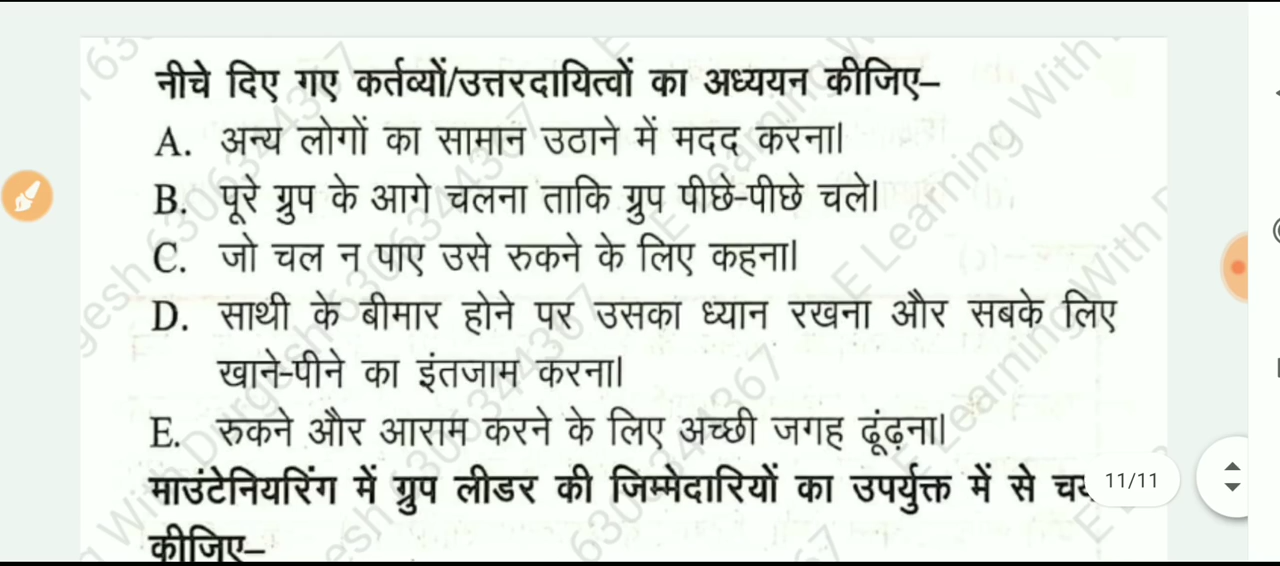 नीचे दिए गए कर्तव्यों/उत्तरदायित्वों का अध्ययन कीजिए–
A. अन्य लोगों का सामान उठाने में मदद करना।
B. पूरे ग्रुप के आगे चलना ताकि ग्रुप पीछे-पीछे चले।
C. जो चल न पाए उसे रुकने के लिए कहना।
D. साथी के बीमार होने पर उसका ध्यान रखना और सबके लिए
खाने-पीने का इंतजाम करना।
E. रुकने और आराम करने के लिए अच्छी जगह ढूंढ़ना।
माउंटेनियरिंग में ग्रुप लीडर की जिम्मेदारियों का उपर्युक्त में से
11/11
कीजिए–